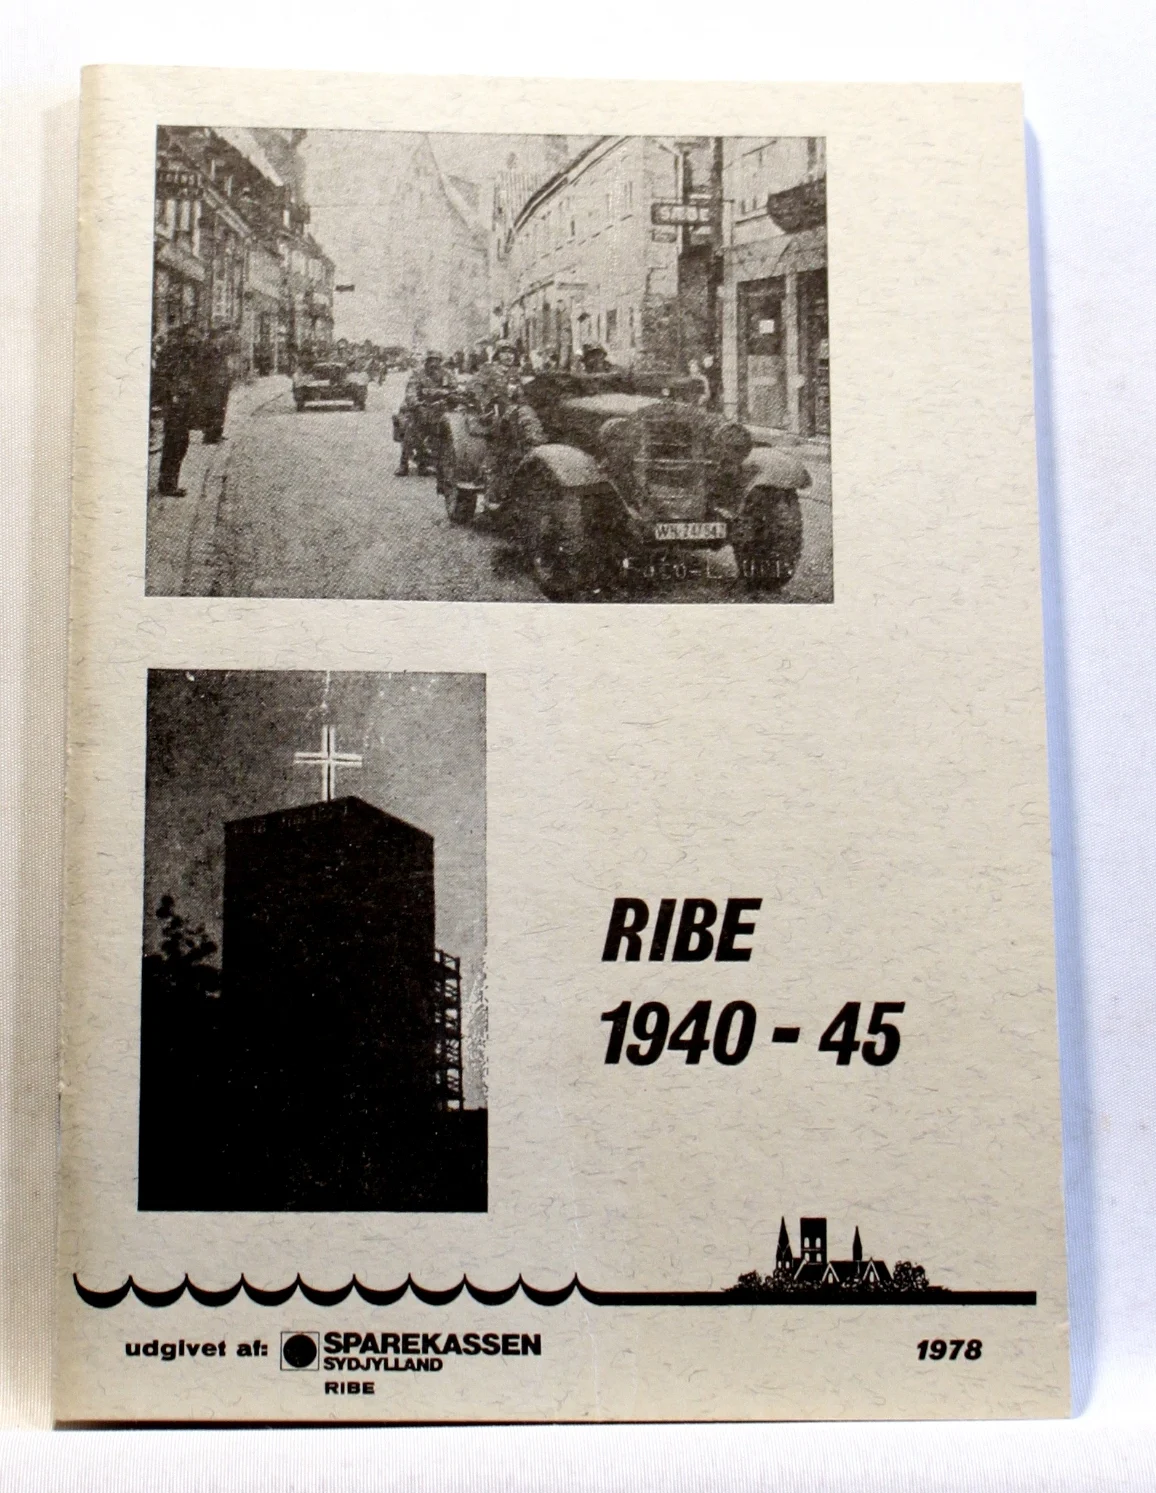 RIBE
1940 - 45
udgivet af: SPAREKASSEN
SYDJYLLAND
RIBE
1978